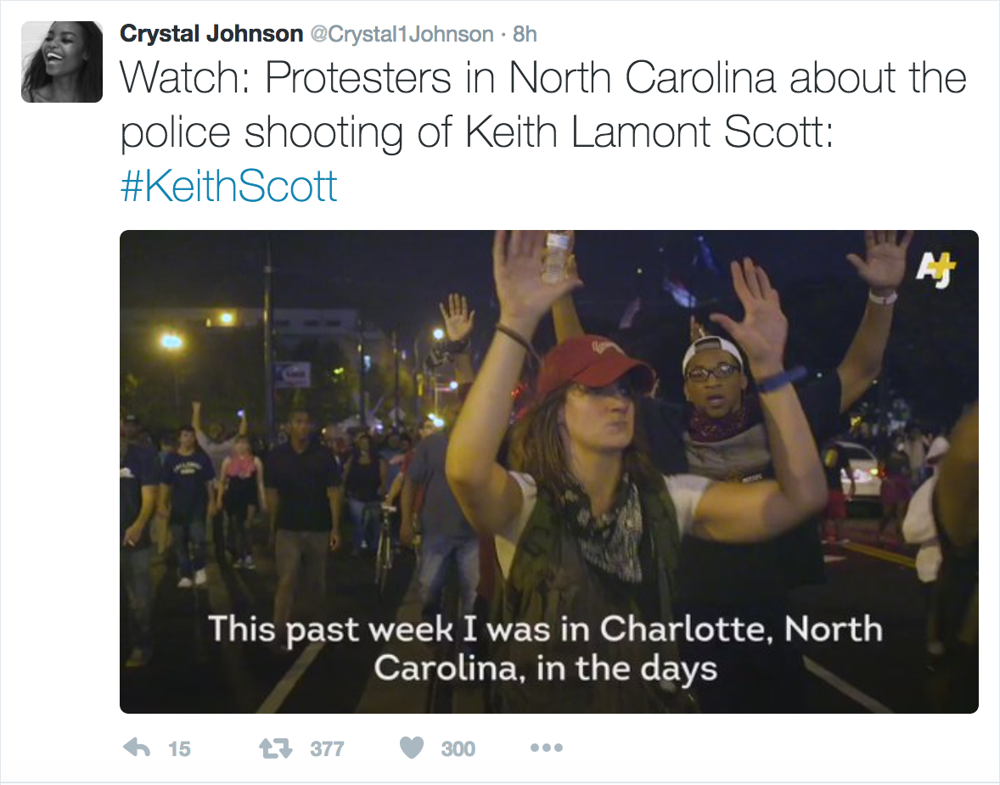 Crystal Johnson @Crystal1Johnson · 8h
Watch: Protesters in North Carolina about the
police shooting of Keith Lamont Scott:
#KeithScott
AJ+
This past week I was in Charlotte, North
Carolina, in the days
15 377 300